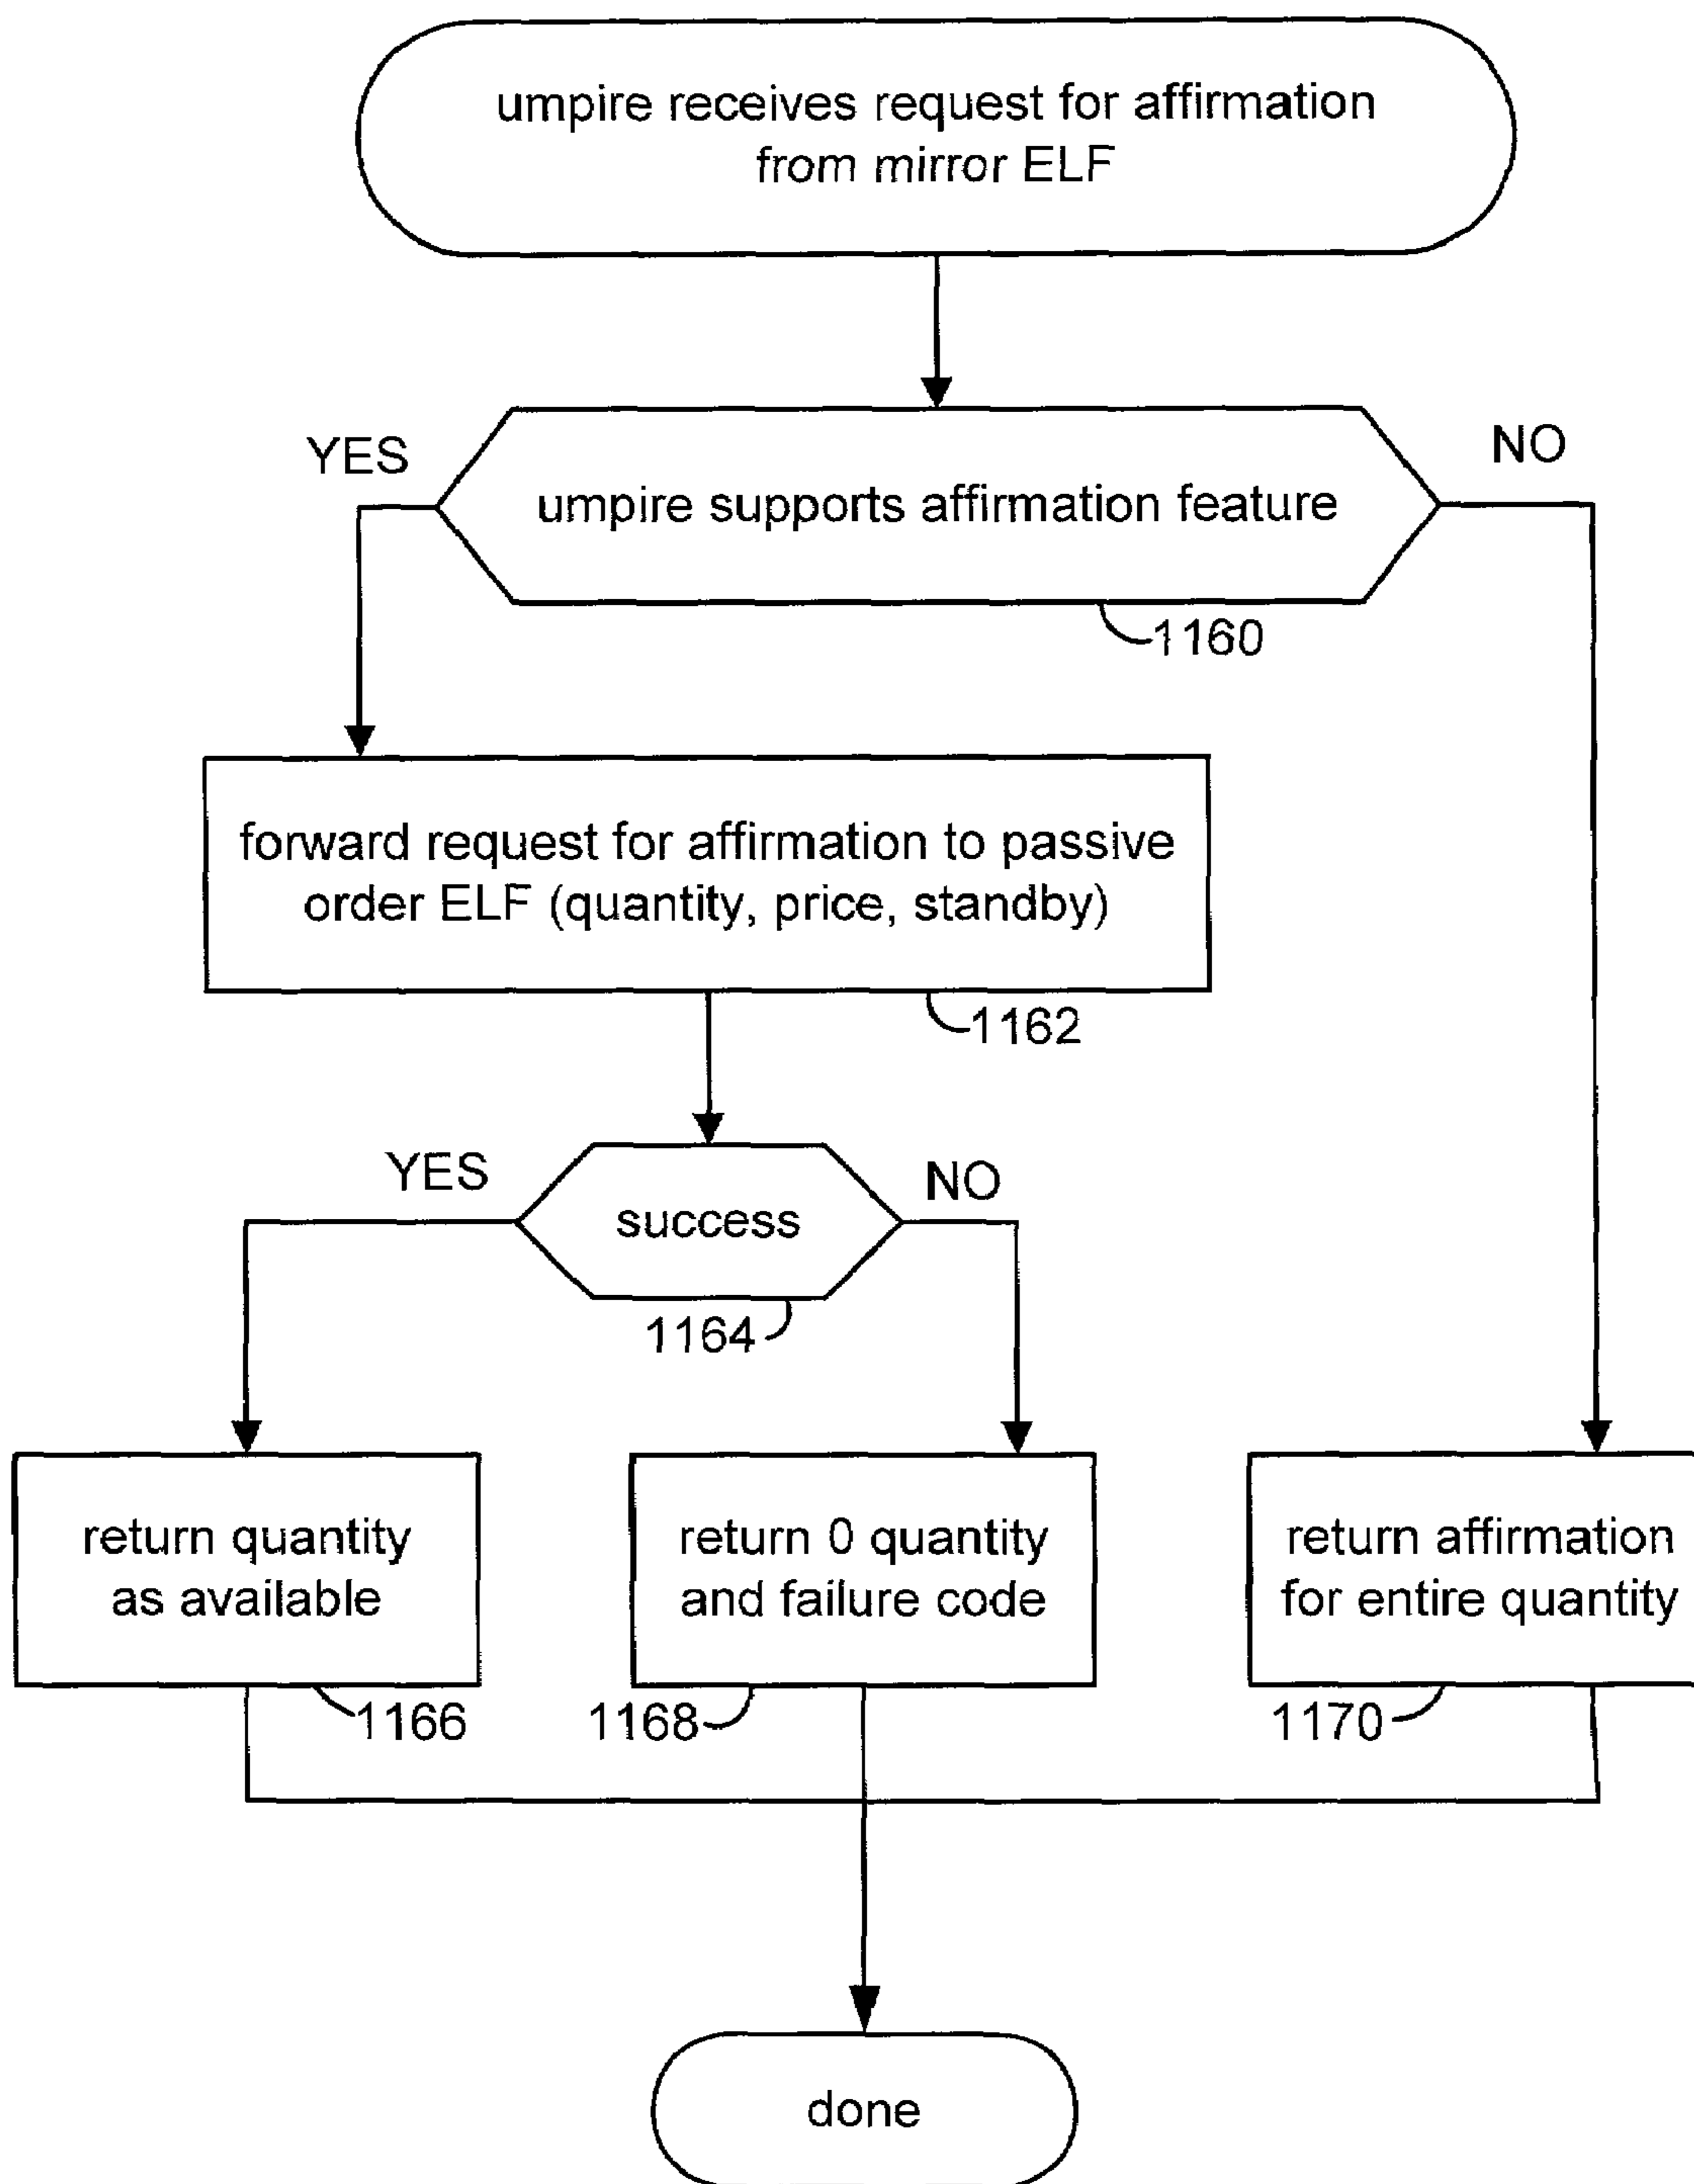 umpire receives request for affirmation
from mirror ELF
YES
NO
umpire supports affirmation feature
1160
forward request for affirmation to passive
order ELF (quantity, price, standby)
1162
YES
NO
success
1164
return quantity
as available
return 0 quantity
and failure code
return affirmation
for entire quantity
1166
1168
1170
done